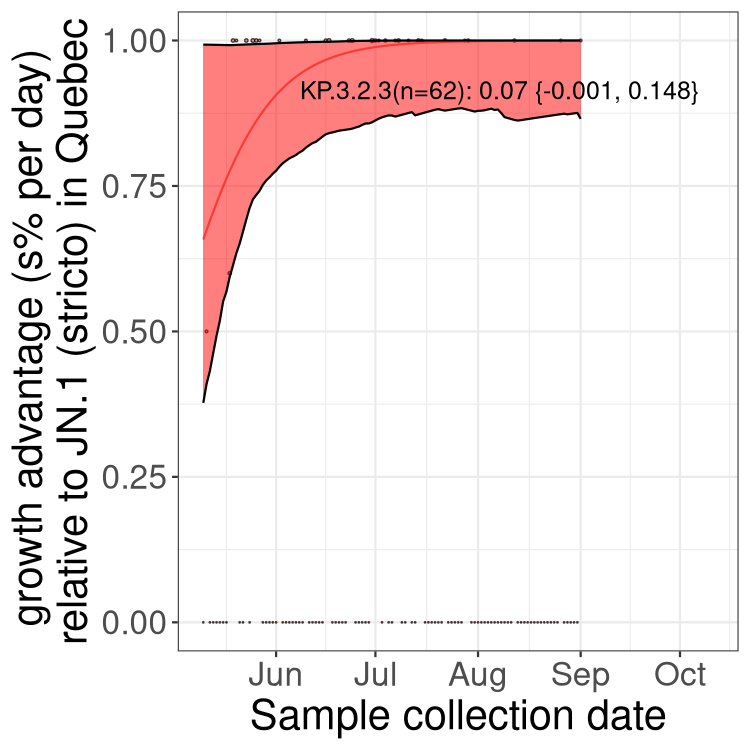 growth advantage (s% per day)
relative to JN.1 (stricto) in Quebec
1.00
0.75
0.50
0.25
0.00
KP.3.2.3(n=62): 0.07 {-0.001, 0.148}
Jun Jul Aug Sep Oct
Sample collection date